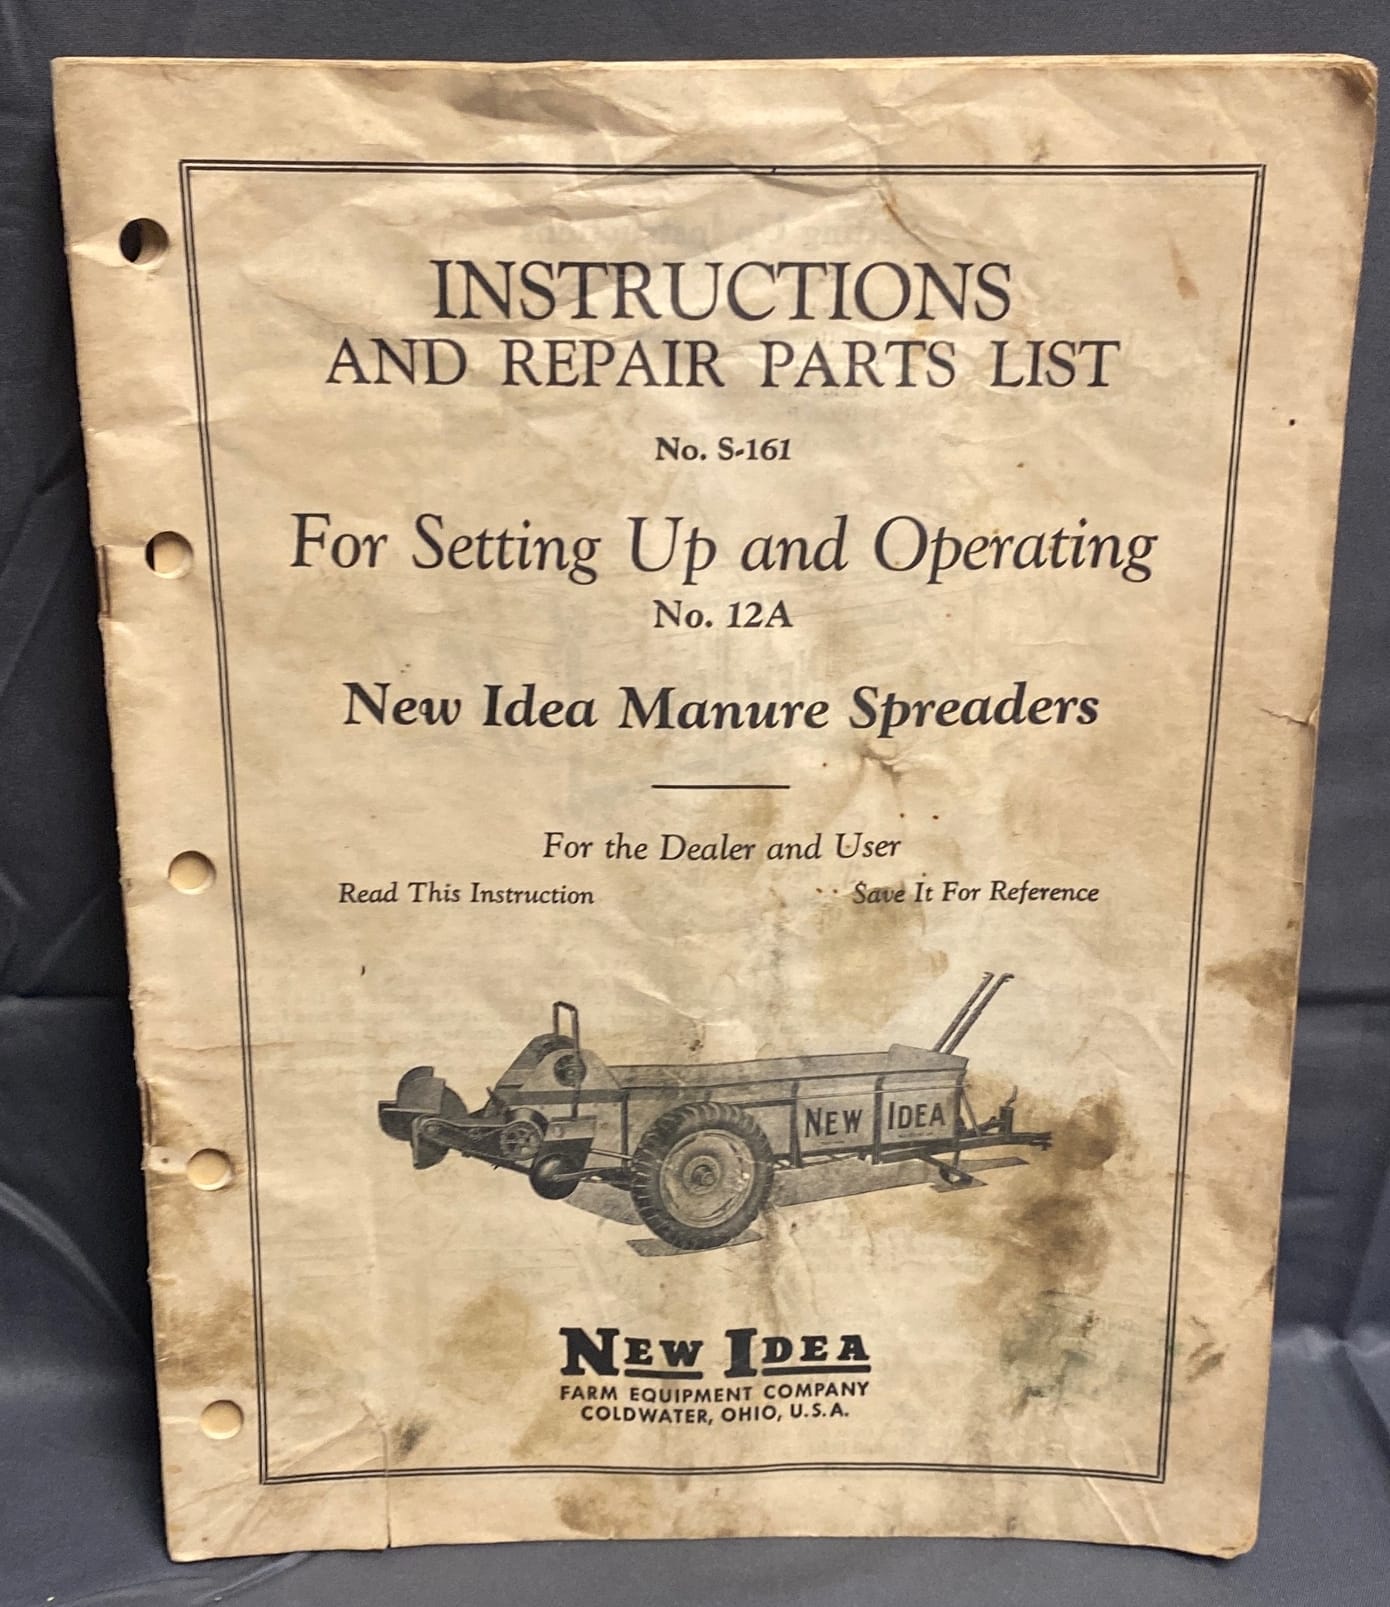 INSTRUCTIONS
AND REPAIR PARTS LIST
No. S-161
For Setting Up and Operating
No. 12A
New Idea Manure Spreaders
For the Dealer and User
Read This Instruction Save It For Reference
NEW IDEA
NEW IDEA
FARM EQUIPMENT COMPANY
COLDWATER, OHIO, U.S.A.